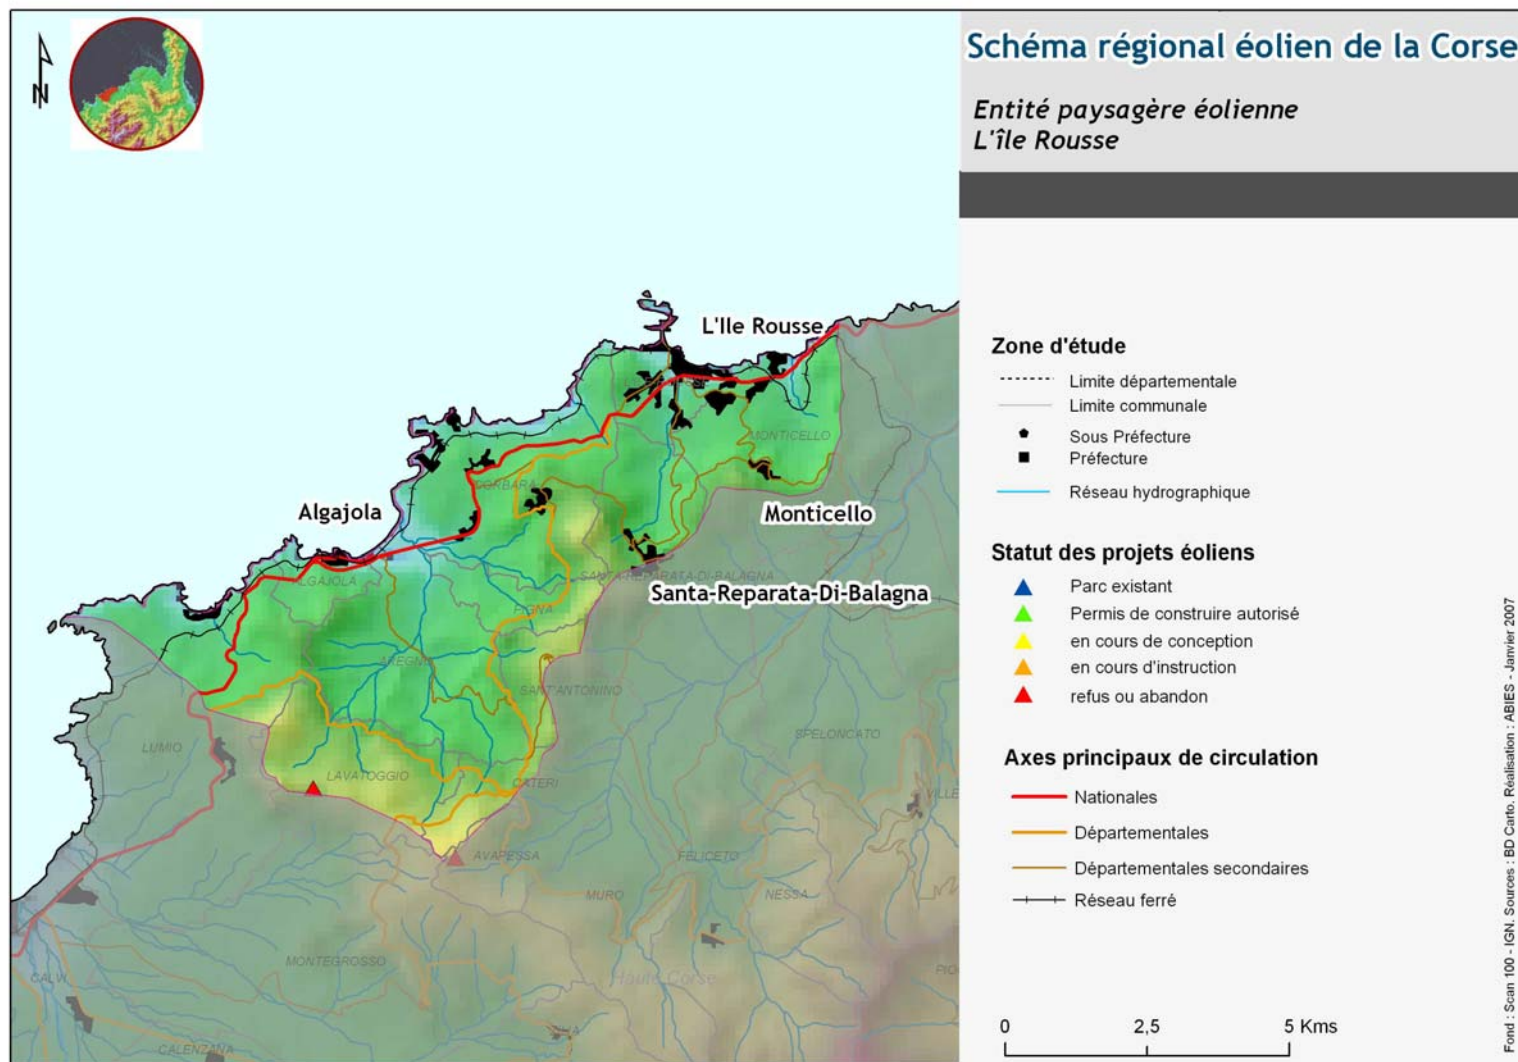 N
Schéma régional éolien de la Corse
Entité paysagère éolienne
L'île Rousse
L'Ile Rousse
Algajola
Monticello
Santa-Reparata-Di-Balagna
MONTICELLO
CORBARA
SANTA-REPARATA-DI-BALAGNA
ALGAJOLA
PIGNA
AREGNO
SANT'ANTONINO
LUMIO
LAVATOGGIO
CATERI
SPELONCATO
AVAPESSA
FELICETO
MURO
NESSA
MONTEGROSSO
Haute Corse
CALVI
CALENZANA
Zone d'étude
Limite départementale
Limite communale
Sous Préfecture
Préfecture
Réseau hydrographique
Statut des projets éoliens
Parc existant
Permis de construire autorisé
en cours de conception
en cours d'instruction
refus ou abandon
Axes principaux de circulation
Nationales
Départementales
Départementales secondaires
Réseau ferré
0 2,5 5 Kms
Fond : Scan 100 - IGN. Sources : BD Carto. Réalisation : ABIES - Janvier 2007